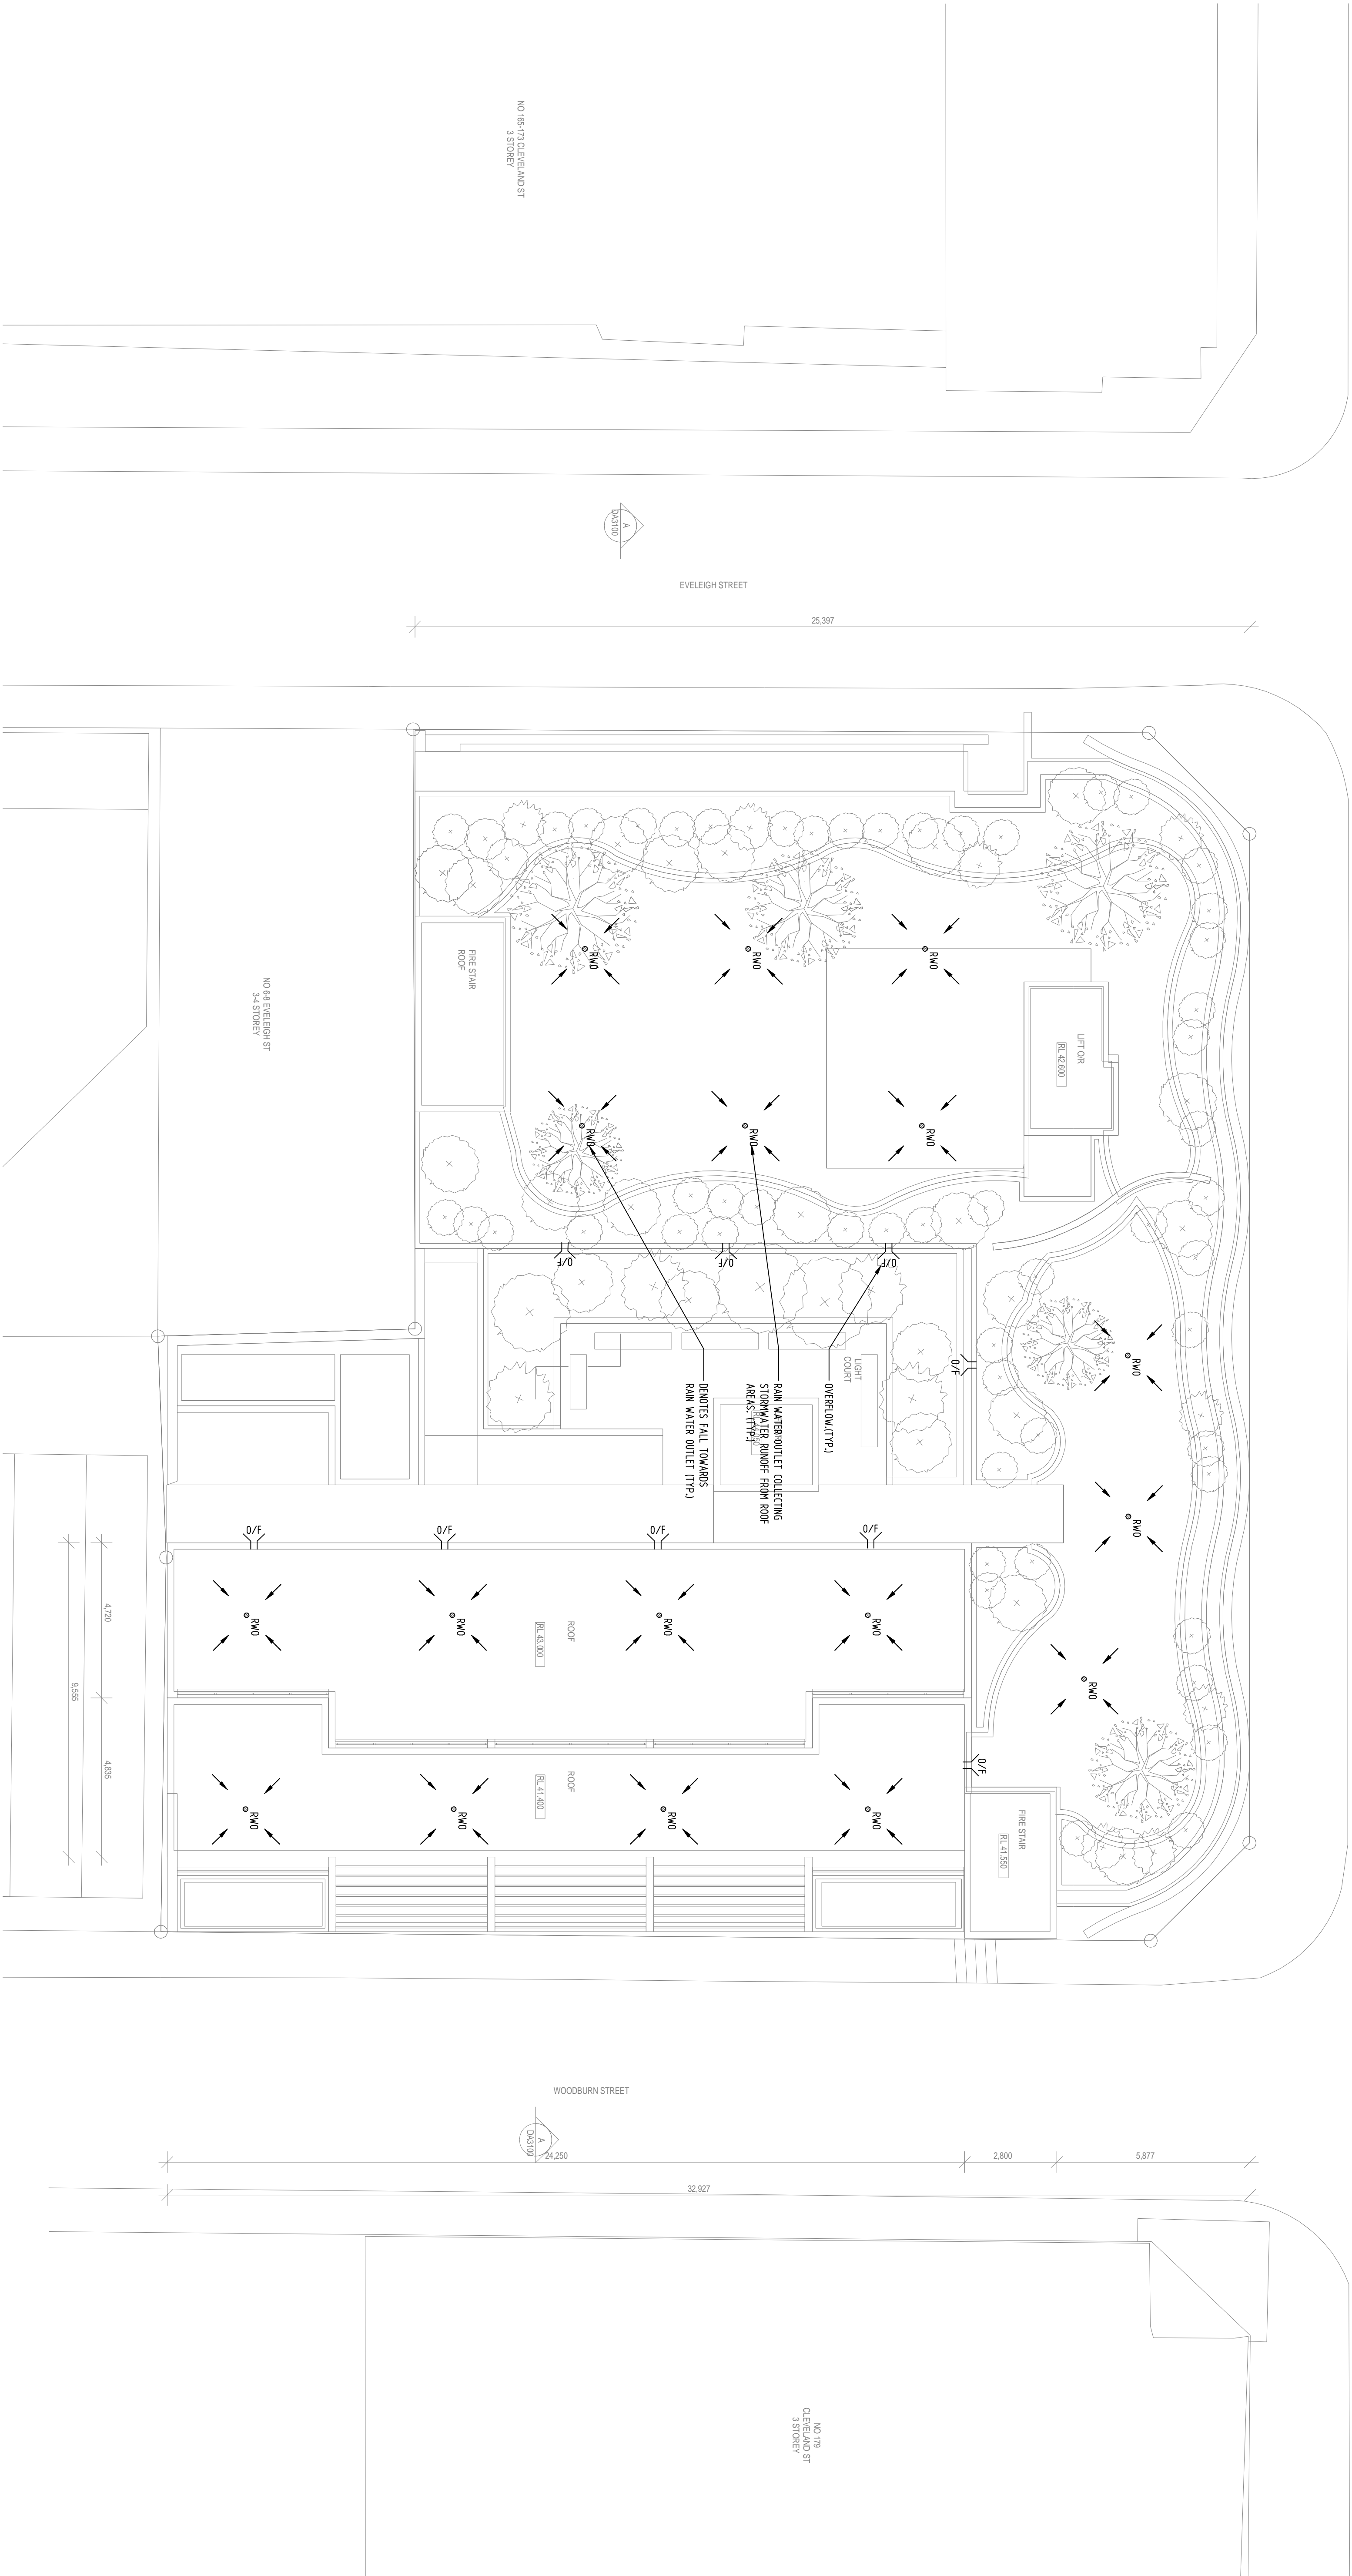 NO 165-173 CLEVELAND ST
3 STOREY
A
DA3100
EVELEIGH STREET
25,397
NO 6-8 EVELEIGH ST
3-4 STOREY
FIRE STAIR
ROOF
RWO
RWO
RWO
LIFT O/R
RL 42.600
RWO
RWO
RWO
O/F
O/F
O/F
O/F
LIGHT
COURT
OVERFLOW.(TYP.)
RAIN WATER OUTLET COLLECTING
STORMWATER RUNOFF FROM ROOF
AREAS. (TYP.)
DENOTES FALL TOWARDS
RAIN WATER OUTLET (TYP.)
RWO
RWO
RWO
O/F
O/F
O/F
O/F
RWO
RWO
RWO
RWO
ROOF
RL 43.000
ROOF
RL 41.400
RWO
RWO
RWO
RWO
O/F
FIRE STAIR
RL 41.550
4,720
9,555
4,835
WOODBURN STREET
A
DA3100
24,250
2,800
5,877
32,927
NO 179
CLEVELAND ST
3 STOREY